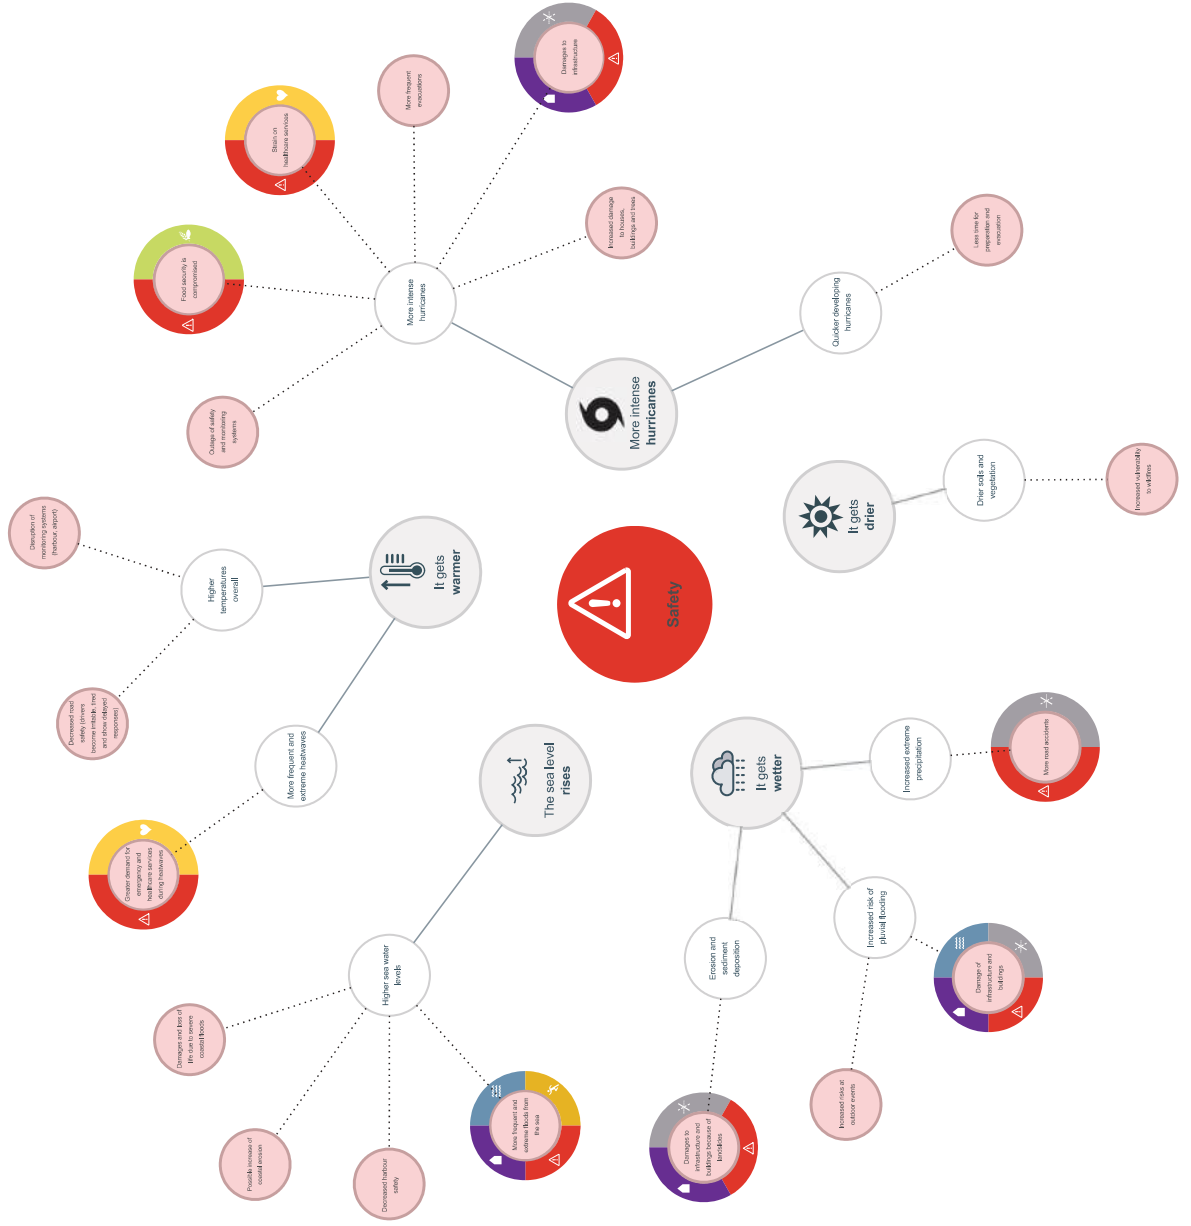 Safety
More intense
hurricanes
More intense
hurricanes
Outage of safety
and monitoring
systems
Food security is
compromised
Strain on
healthcare services
More frequent
evacuations
Damages to
infrastructure
Increased damage
to houses,
buildings and trees
Quicker developing
hurricanes
Less time for
preparation and
evacuation
It gets
drier
Drier soils and
vegetation
Increased vulnerability
to wildfires
It gets
wetter
Increased extreme
precipitation
More road accidents
Increased risk of
pluvial flooding
Damage of
infrastructure and
buildings
Increased risks at
outdoor events
Erosion and
sediment
deposition
Damages to
infrastructure and
buildings because of
landslides
The sea level
rises
Higher sea water
levels
More frequent and
extreme floods from
the sea
Decreased harbour
safety
Possible increase of
coastal erosion
Damages and loss of
life due to severe
coastal floods
It gets
warmer
More frequent and
extreme heatwaves
Greater demand for
emergency and
healthcare services
during heatwaves
Higher
temperatures
overall
Decreased road
safety (drivers
become irritable, tired
and show delayed
responses)
Disruption of
monitoring systems
(harbour, airport)